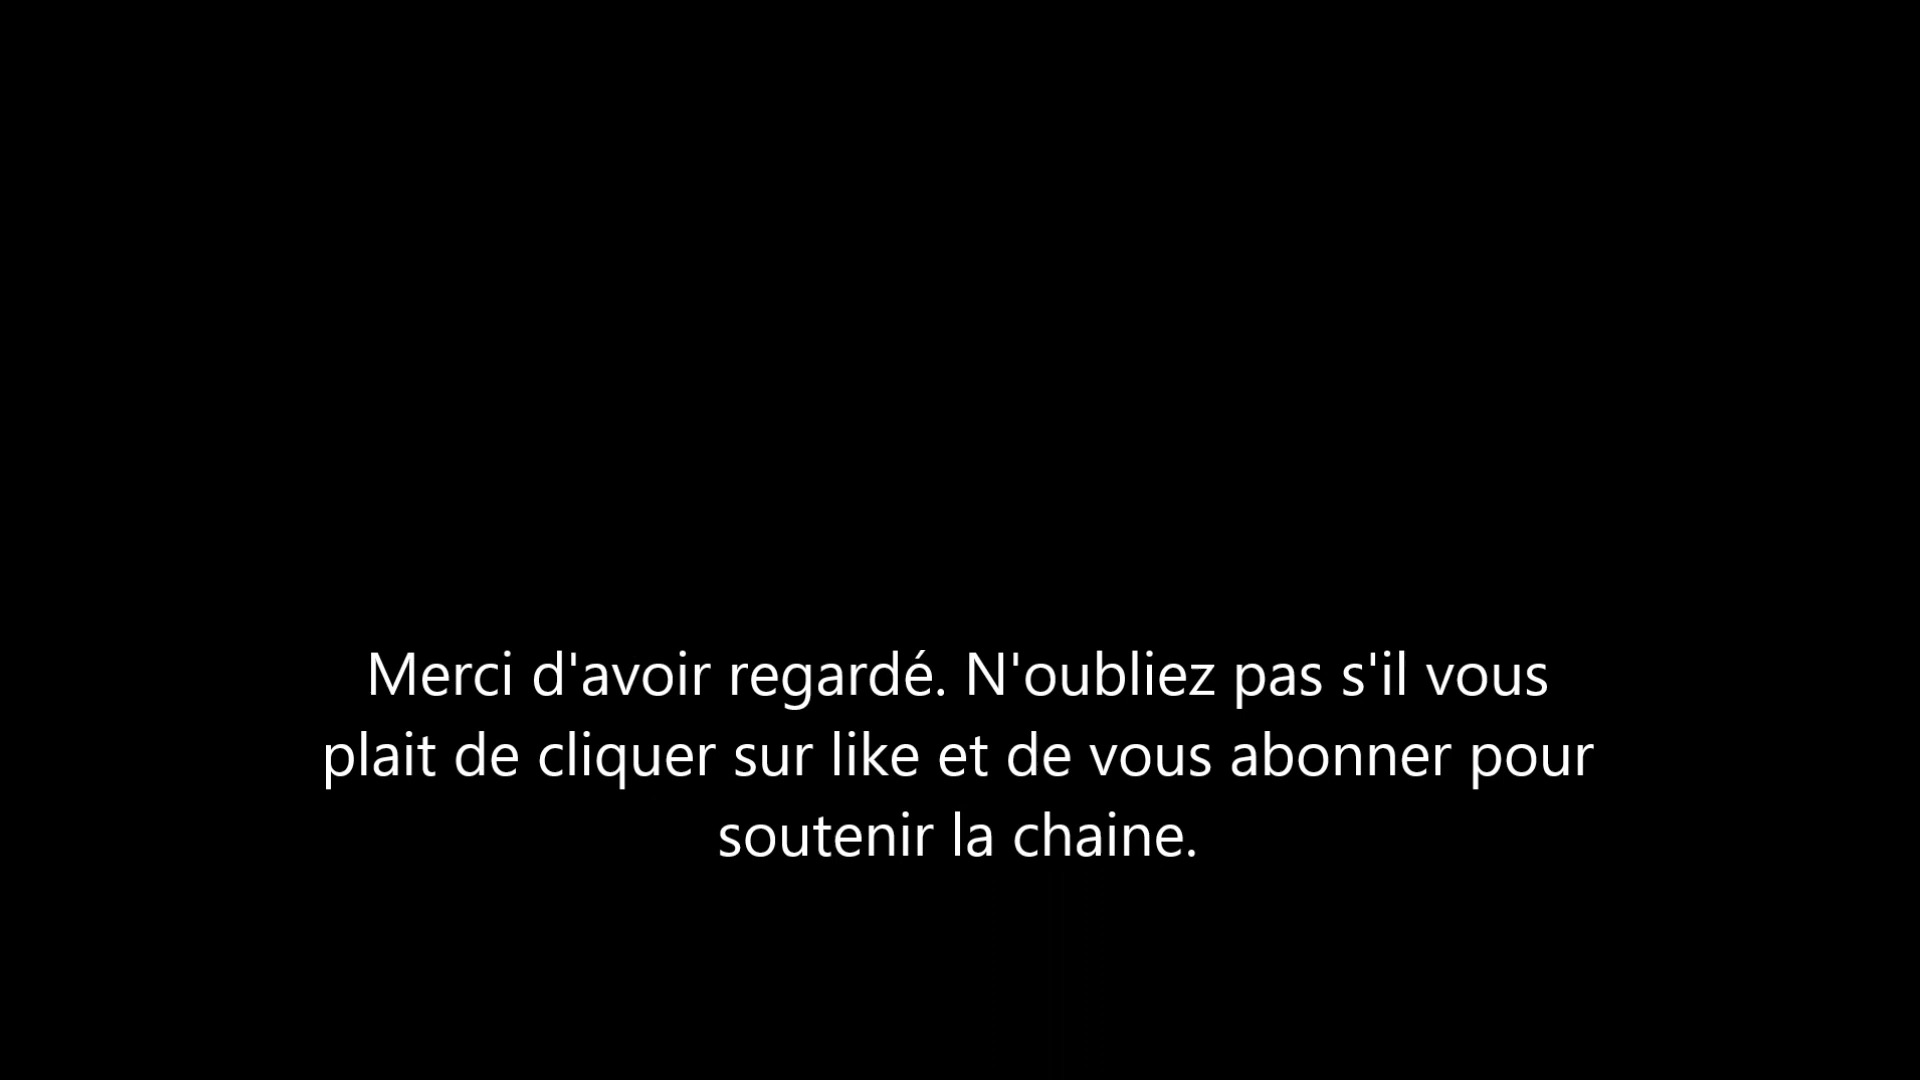 Merci d'avoir regardé. N'oubliez pas s'il vous
plait de cliquer sur like et de vous abonner pour
soutenir la chaine.